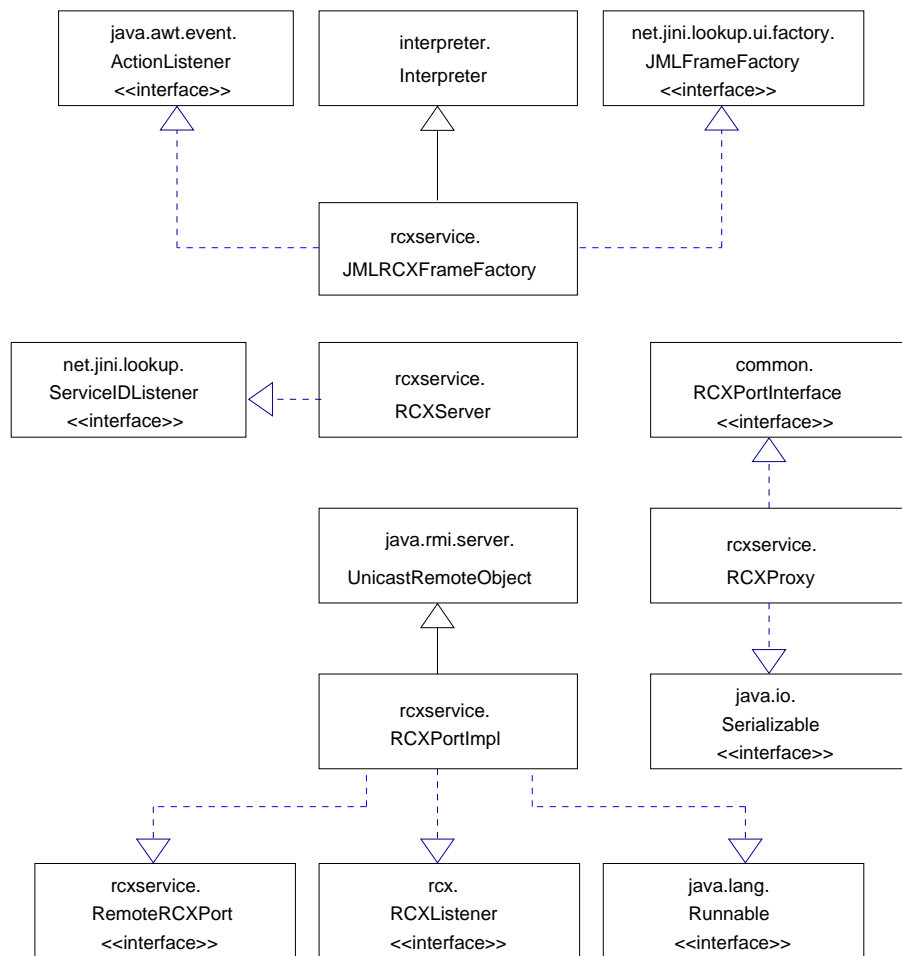 java.awt.event.
ActionListener
<<interface>>
interpreter.
Interpreter
net.jini.lookup.ui.factory.
JMLFrameFactory
<<interface>>
rcxservice.
JMLRCXFrameFactory
net.jini.lookup.
ServiceIDListener
<<interface>>
rcxservice.
RCXServer
common.
RCXPortInterface
<<interface>>
java.rmi.server.
UnicastRemoteObject
rcxservice.
RCXProxy
rcxservice.
RCXPortImpl
java.io.
Serializable
<<interface>>
rcxservice.
RemoteRCXPort
<<interface>>
rcx.
RCXListener
<<interface>>
java.lang.
Runnable
<<interface>>